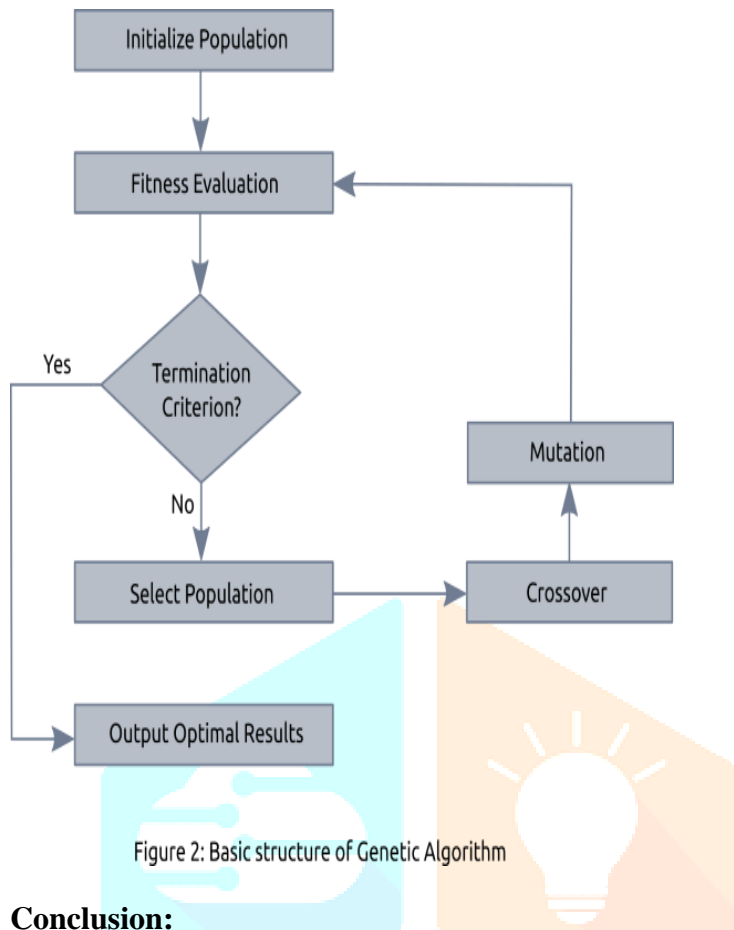 Initialize Population
Fitness Evaluation
Yes
Termination
Criterion?
Mutation
No
Select Population
Crossover
Output Optimal Results
Figure 2: Basic structure of Genetic Algorithm
Conclusion: